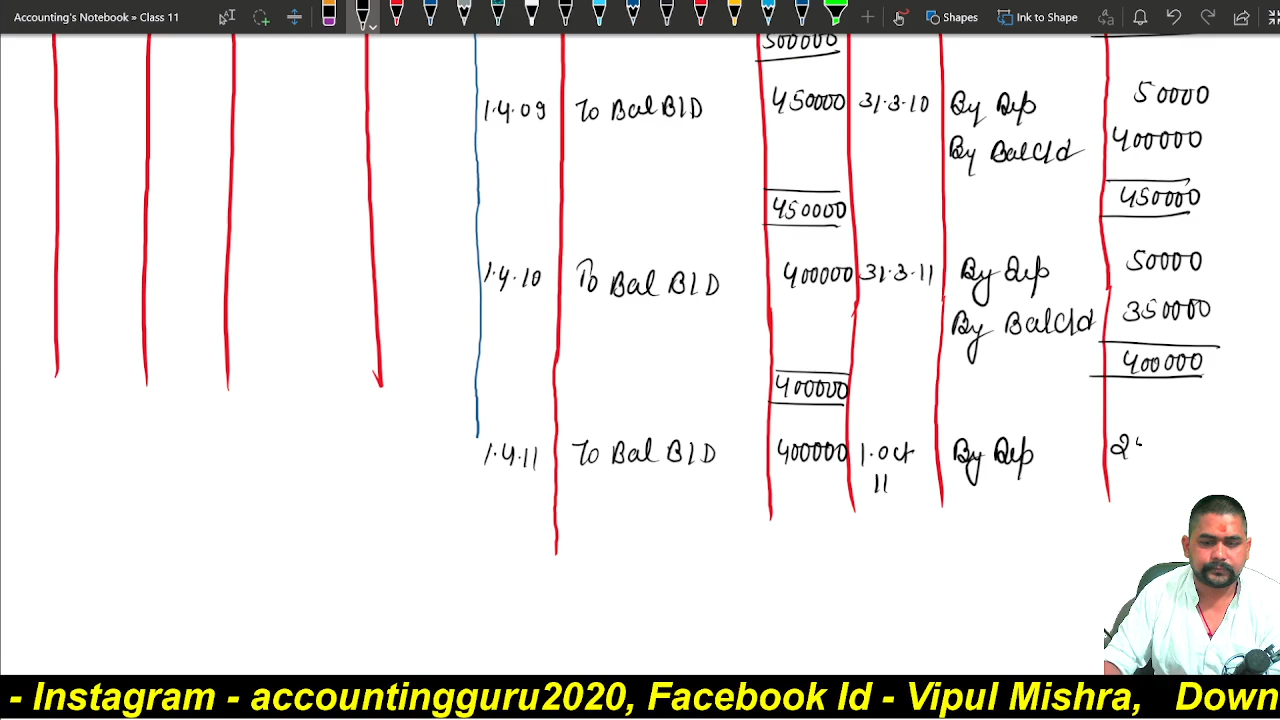 Accounting's Notebook » Class 11
Shapes
Ink to Shape
500000
1.4.09 To Bal B/D 450000 31.3.10 By Dep 50000
By Bal C/d 400000
450000 450000
1.4.10 To Bal B/D 400000 31.3.11 By Dep 50000
By Bal C/d 350000
400000 400000
1.4.11 To Bal B/D 400000 1.Oct 11 By Dep
- Instagram - accountingguru2020, Facebook Id - Vipul Mishra, Down